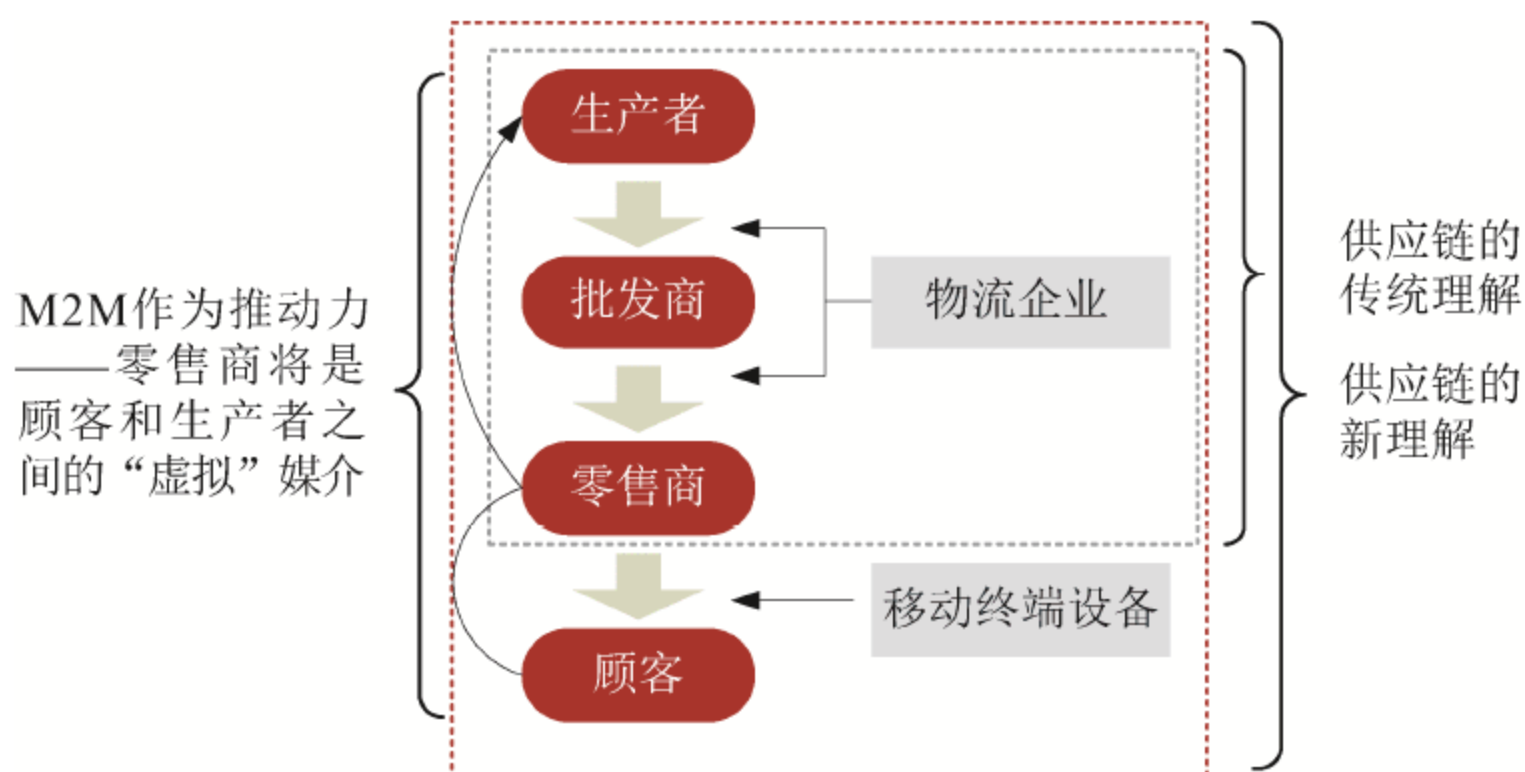 M2M作为推动力
——零售商将是
顾客和生产者之
间的“虚拟”媒介
生产者
批发商
零售商
顾客
物流企业
移动终端设备
供应链的
传统理解
供应链的
新理解